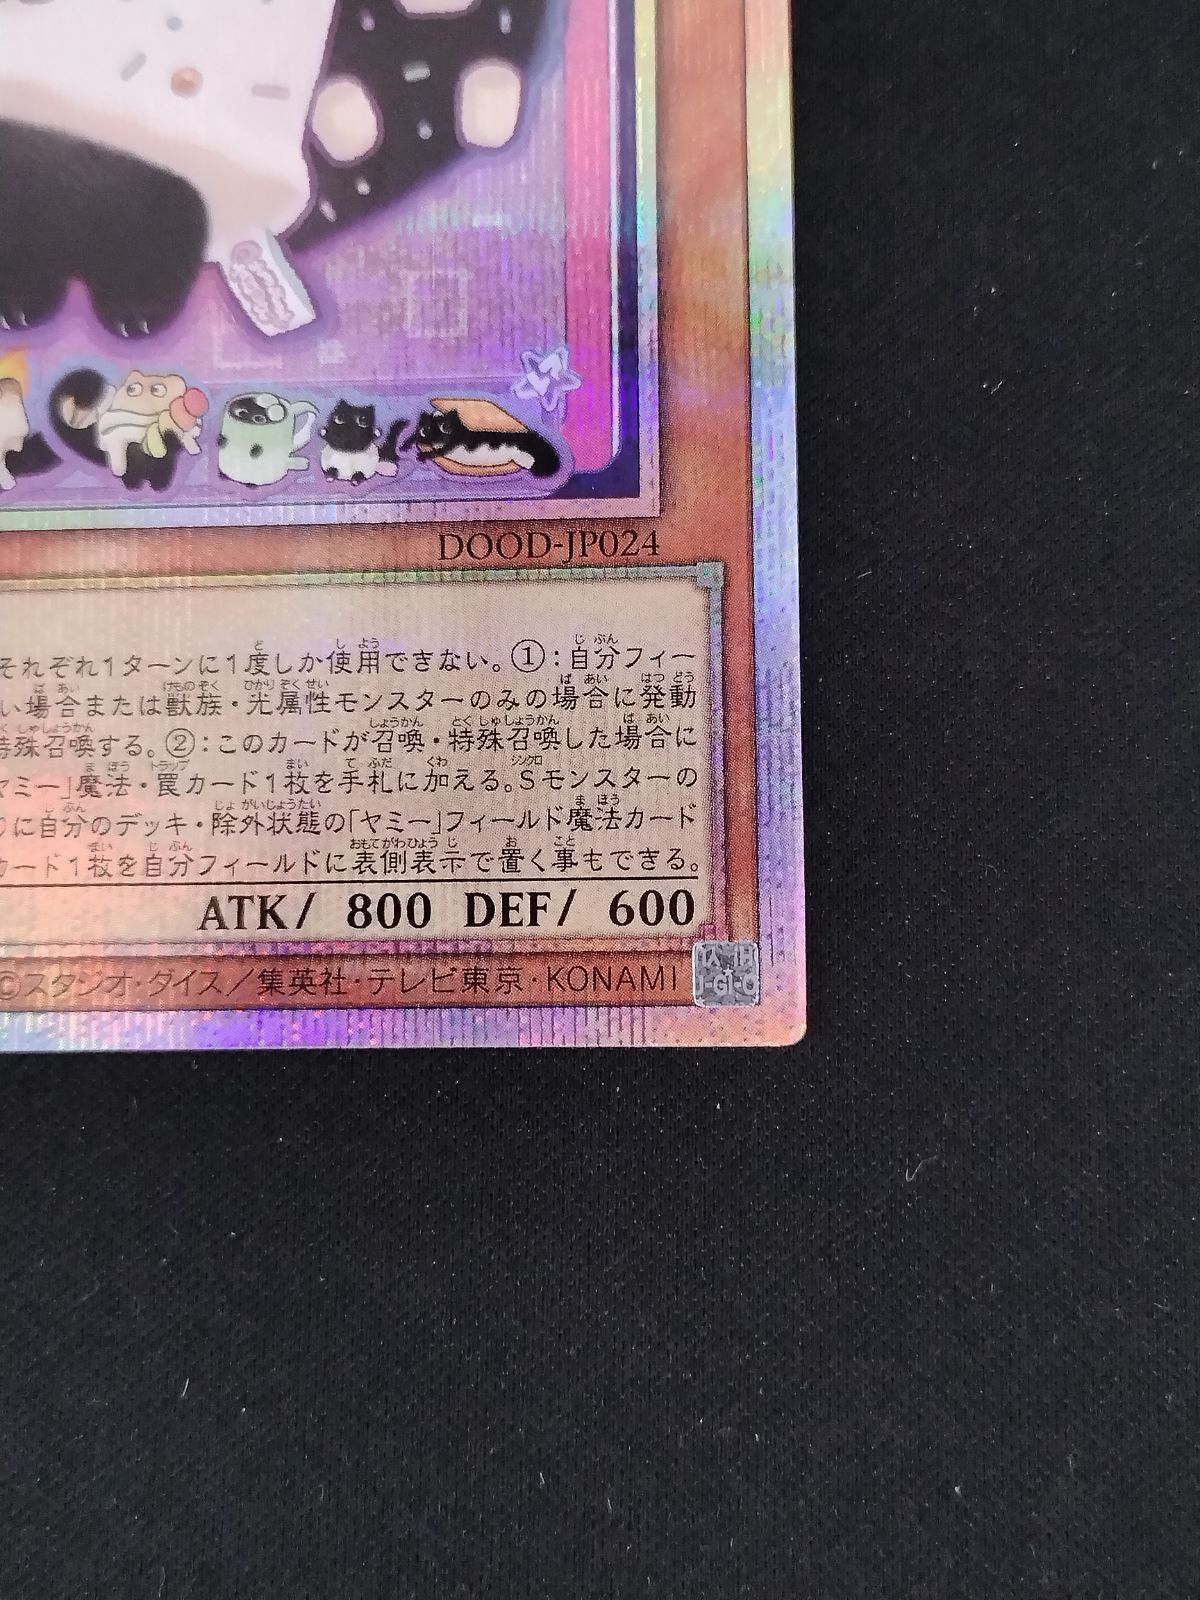 DOOD-JP024
それぞれ1ターンに1度しか使用できない。①：自分フィー
い場合または獣族・光属性モンスターのみの場合に発動
特殊召喚する。②：このカードが召喚・特殊召喚した場合に
ヤミー」魔法・罠カード1枚を手札に加える。Sモンスターの
りに自分のデッキ・除外状態の「ヤミー」フィールド魔法カード
カード1枚を自分フィールドに表側表示で置く事もできる。
ATK/ 800 DEF/ 600
©スタジオ・ダイス／集英社・テレビ東京・KONAMI